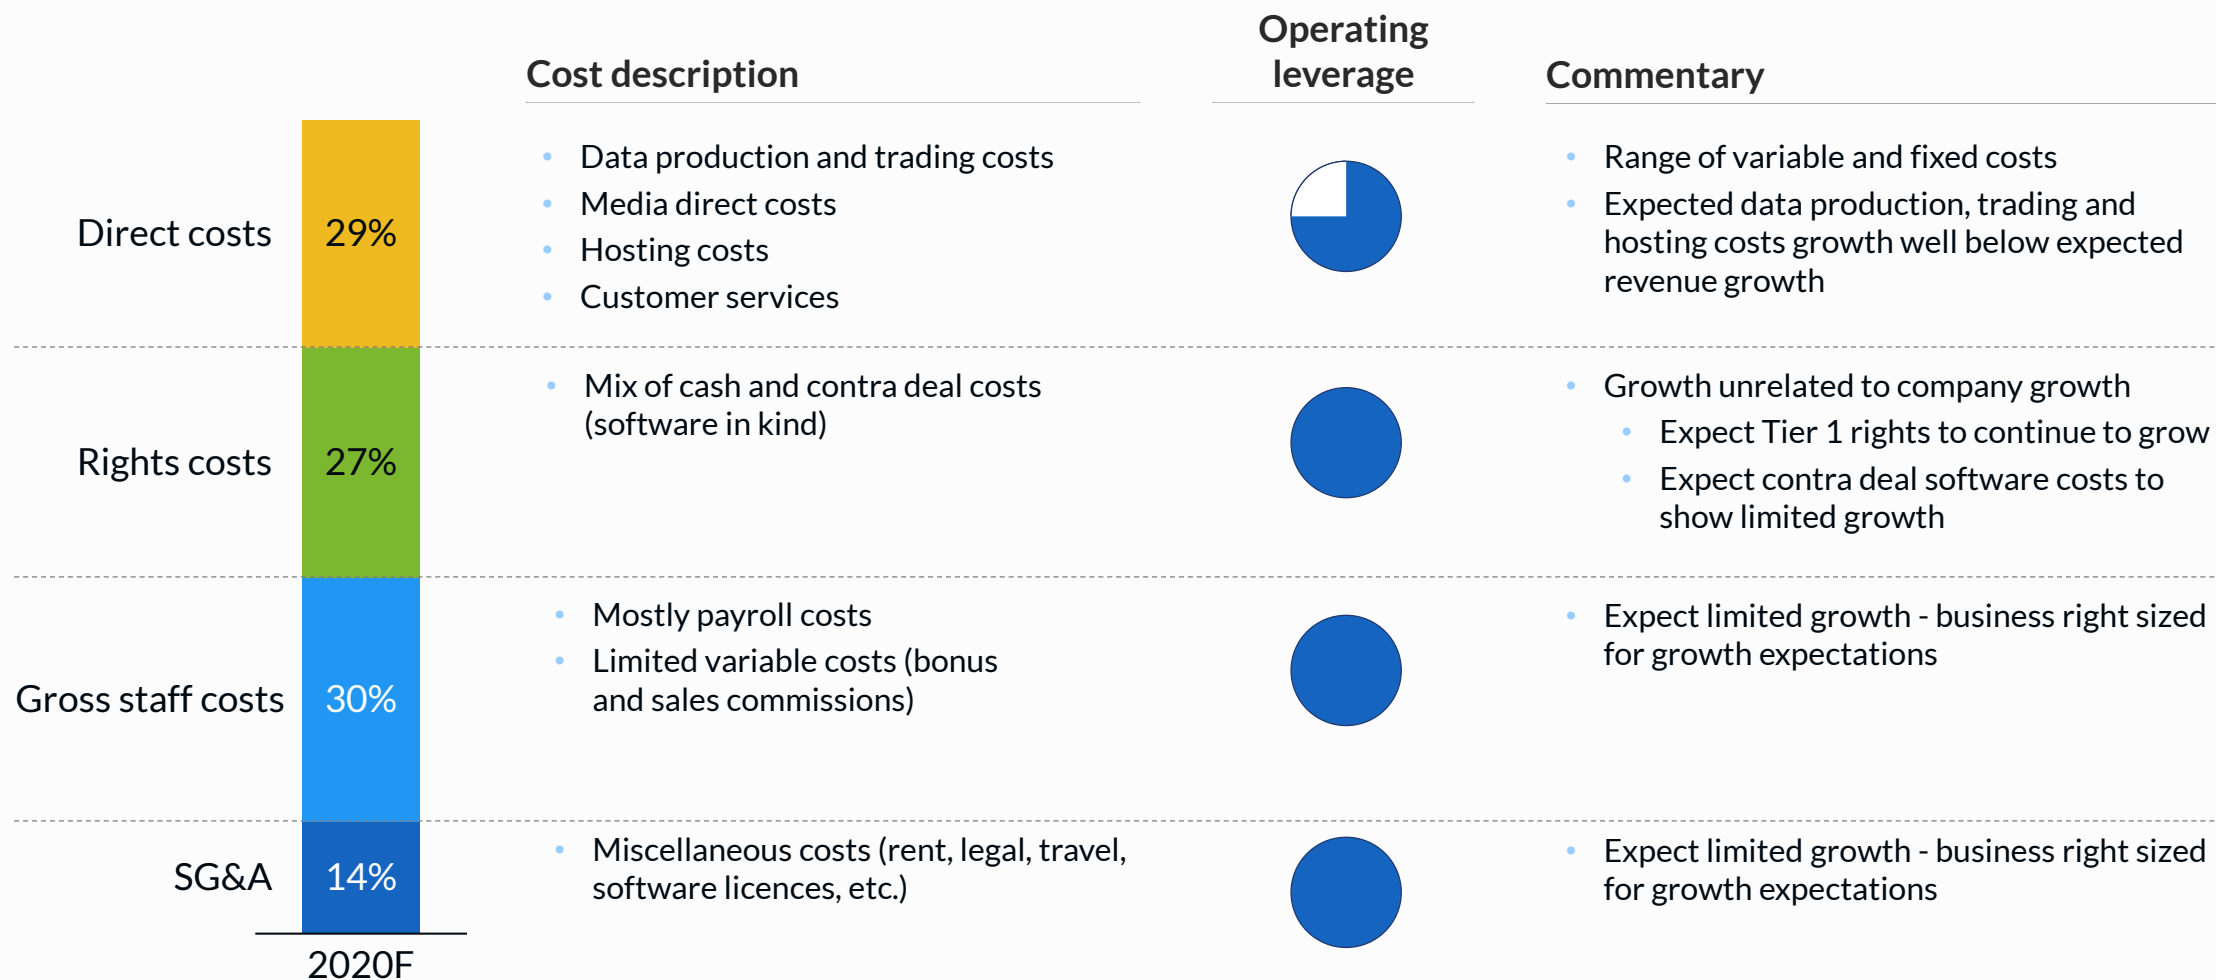 Cost description
Operating
leverage
Commentary
Direct costs
29%
• Data production and trading costs
• Media direct costs
• Hosting costs
• Customer services
• Range of variable and fixed costs
• Expected data production, trading and
hosting costs growth well below expected
revenue growth
Rights costs
27%
• Mix of cash and contra deal costs
(software in kind)
• Growth unrelated to company growth
• Expect Tier 1 rights to continue to grow
• Expect contra deal software costs to
show limited growth
Gross staff costs
30%
• Mostly payroll costs
• Limited variable costs (bonus
and sales commissions)
• Expect limited growth - business right sized
for growth expectations
SG&A
14%
• Miscellaneous costs (rent, legal, travel,
software licences, etc.)
• Expect limited growth - business right sized
for growth expectations
2020F